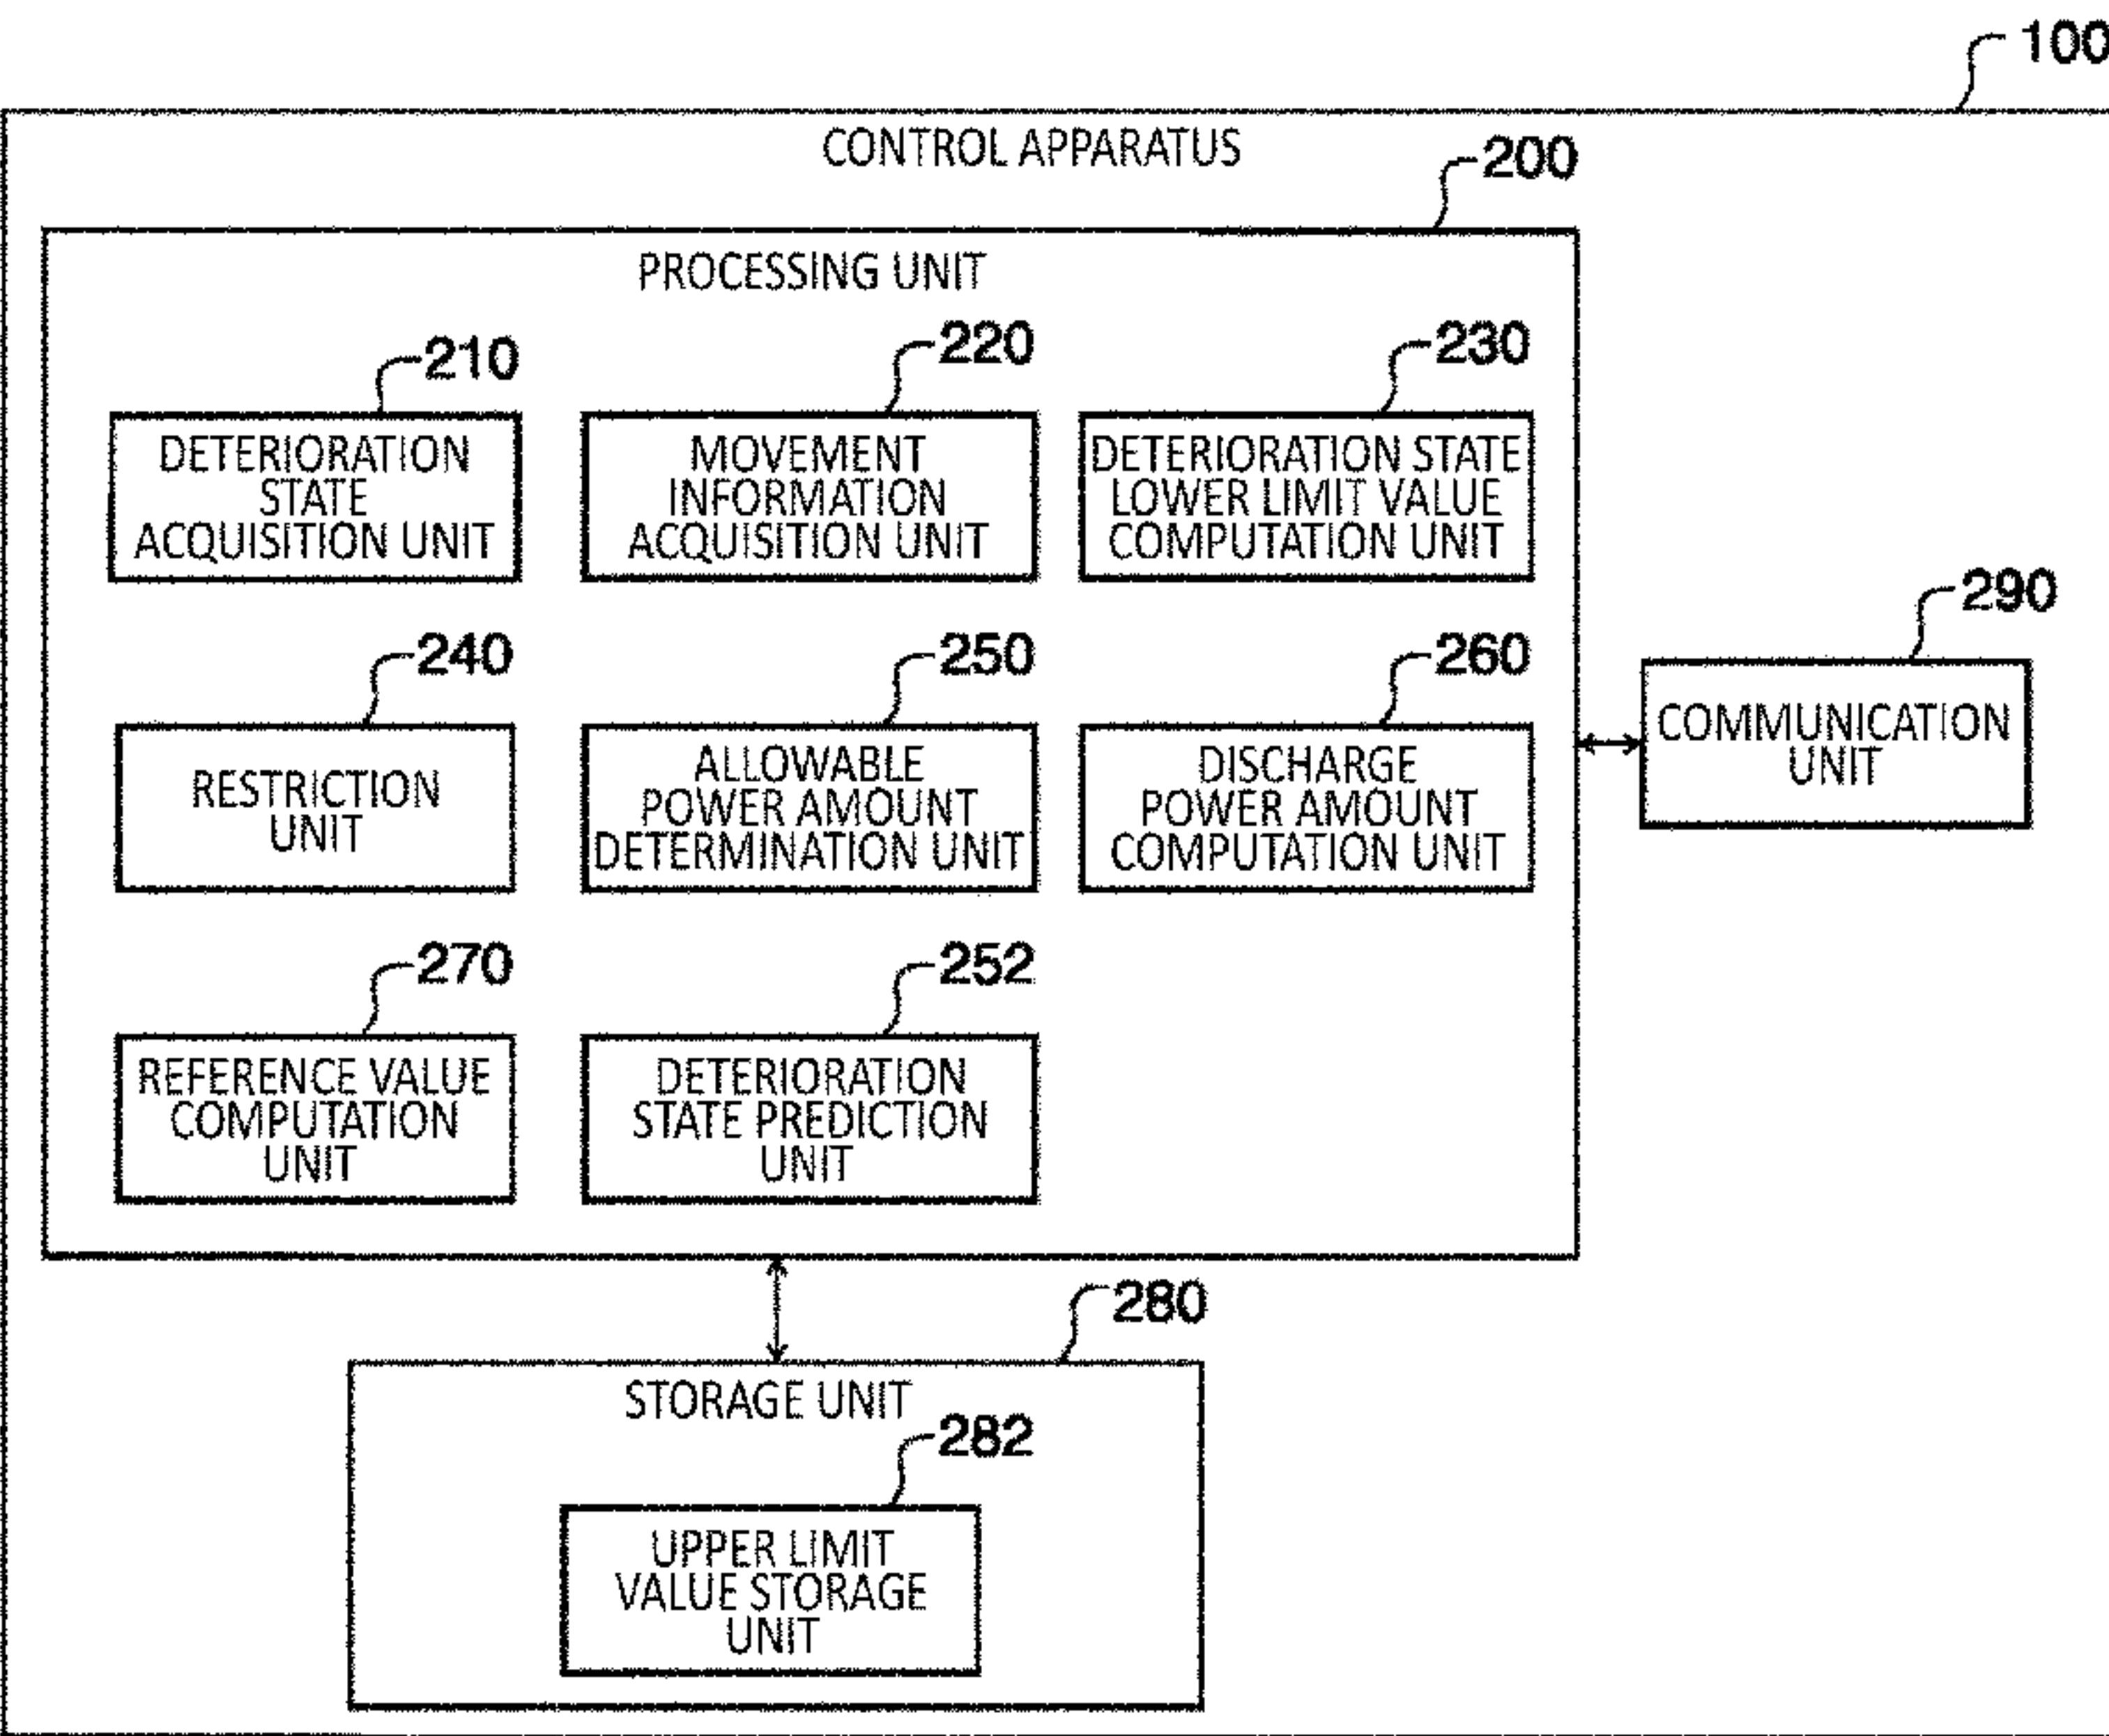 100
CONTROL APPARATUS
200
PROCESSING UNIT
210
DETERIORATION
STATE
ACQUISITION UNIT
220
MOVEMENT
INFORMATION
ACQUISITION UNIT
230
DETERIORATION STATE
LOWER LIMIT VALUE
COMPUTATION UNIT
240
RESTRICTION
UNIT
250
ALLOWABLE
POWER AMOUNT
DETERMINATION UNIT
260
DISCHARGE
POWER AMOUNT
COMPUTATION UNIT
290
COMMUNICATION
UNIT
270
REFERENCE VALUE
COMPUTATION
UNIT
252
DETERIORATION
STATE PREDICTION
UNIT
280
STORAGE UNIT
282
UPPER LIMIT
VALUE STORAGE
UNIT